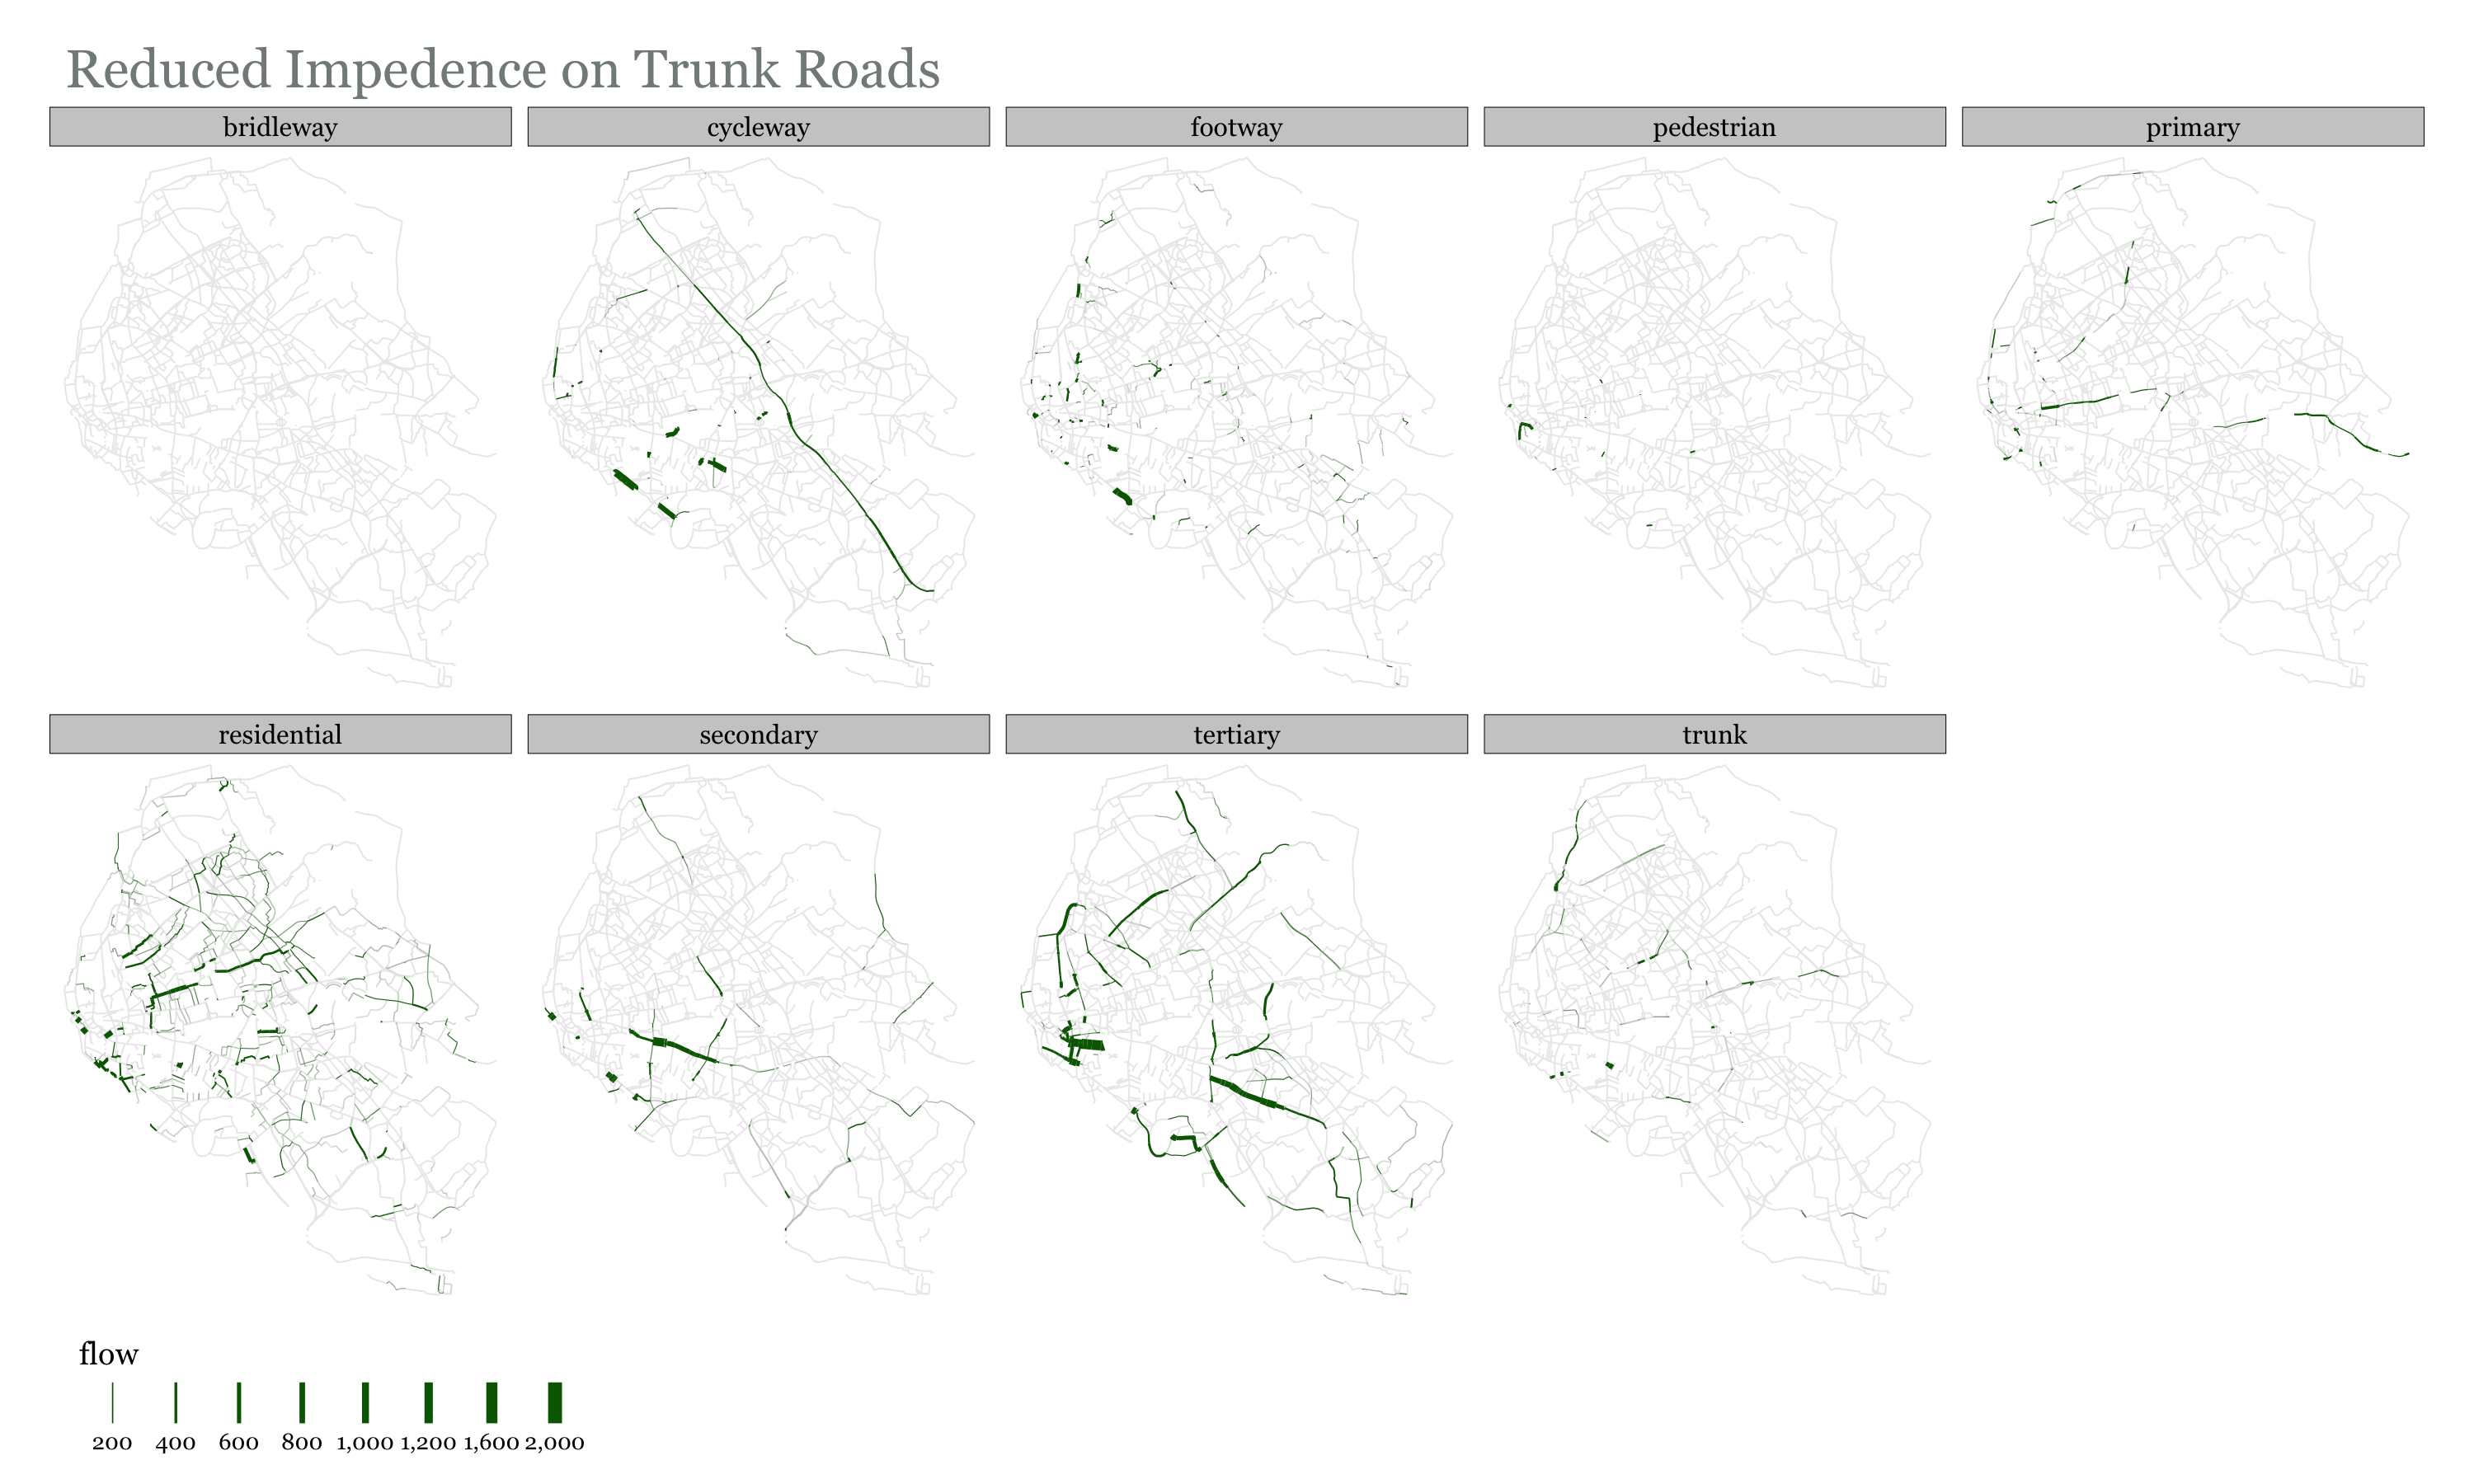 Reduced Impedence on Trunk Roads
bridleway cycleway footway pedestrian primary
residential secondary tertiary trunk
flow
200 400 600 800 1,000 1,200 1,600 2,000